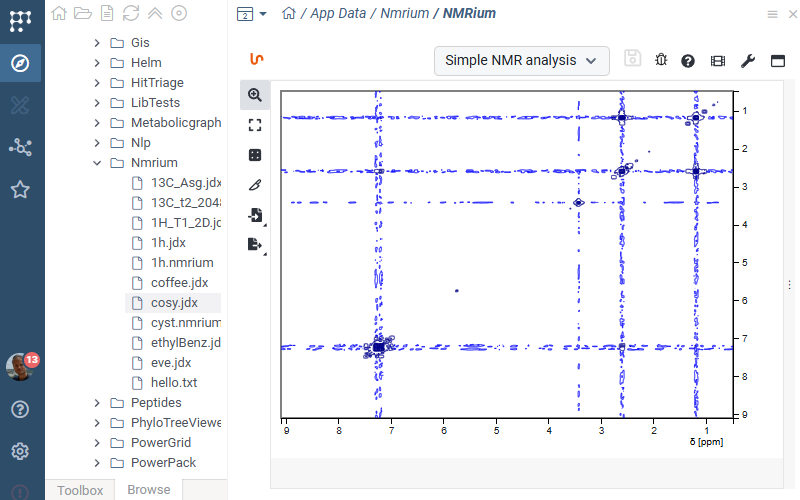 2
/ App Data / Nmrium / NMRium
Gis
Helm
HitTriage
LibTests
Metabolicgraph
Nlp
Nmrium
13C_Asg.jdx
13C_t2_2048
1H_T1_2D.jd
1h.jdx
1h.nmrium
coffee.jdx
cosy.jdx
cyst.nmrium
ethylBenz.jd
eve.jdx
hello.txt
Peptides
PhyloTreeViewe
PowerGrid
PowerPack
Toolbox
Browse
13
Simple NMR analysis
1
2
3
4
5
6
7
8
9
9 8 7 6 5 4 3 2 1
δ [ppm]